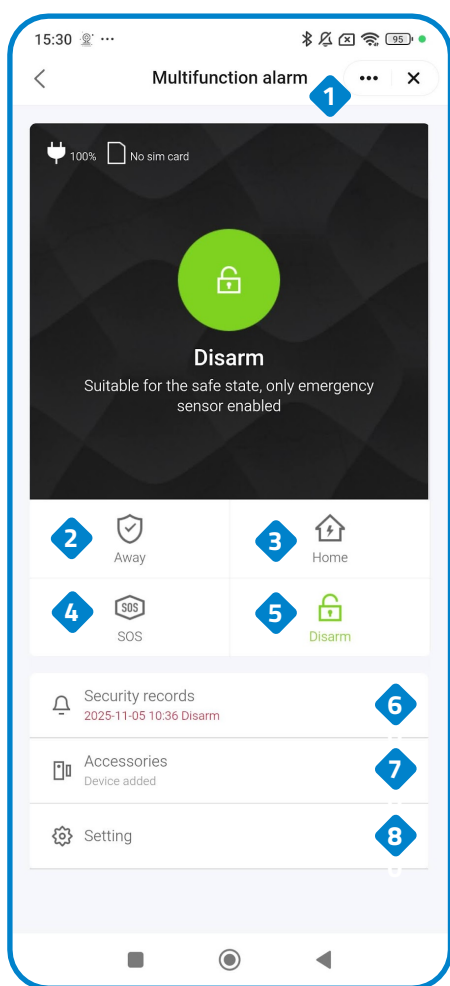 15:30 ••• 95
Multifunction alarm
1
100% No sim card
Disarm
Suitable for the safe state, only emergency
sensor enabled
2 Away
3 Home
4 SOS SOS
5 Disarm
Security records
2025-11-05 10:36 Disarm
6
Accessories
Device added
7
Setting
8